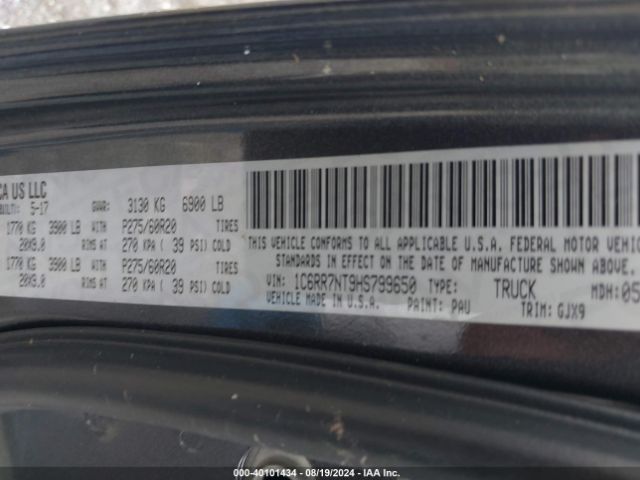 CA US LLC
5-17 GVWR: 3130 KG 6900 LB
1770 KG 3900 LB WITH P275/60R20 TIRES
20X9.0 RIMS AT 270 KPA ( 39 PSI) COLD
1770 KG 3900 LB WITH P275/60R20 TIRES
20X9.0 RIMS AT 270 KPA ( 39 PSI) COLD
THIS VEHICLE CONFORMS TO ALL APPLICABLE U.S.A. FEDERAL MOTOR
STANDARDS IN EFFECT ON THE DATE OF MANUFACTURE SHOWN ABOVE.
VIN: 1C6RR7NT9HS799650 TYPE: TRUCK MDH: 05
VEHICLE MADE IN U.S.A. PAINT: PAU TRIM: GJX9
000-40101434 - 08/19/2024 - IAA Inc.